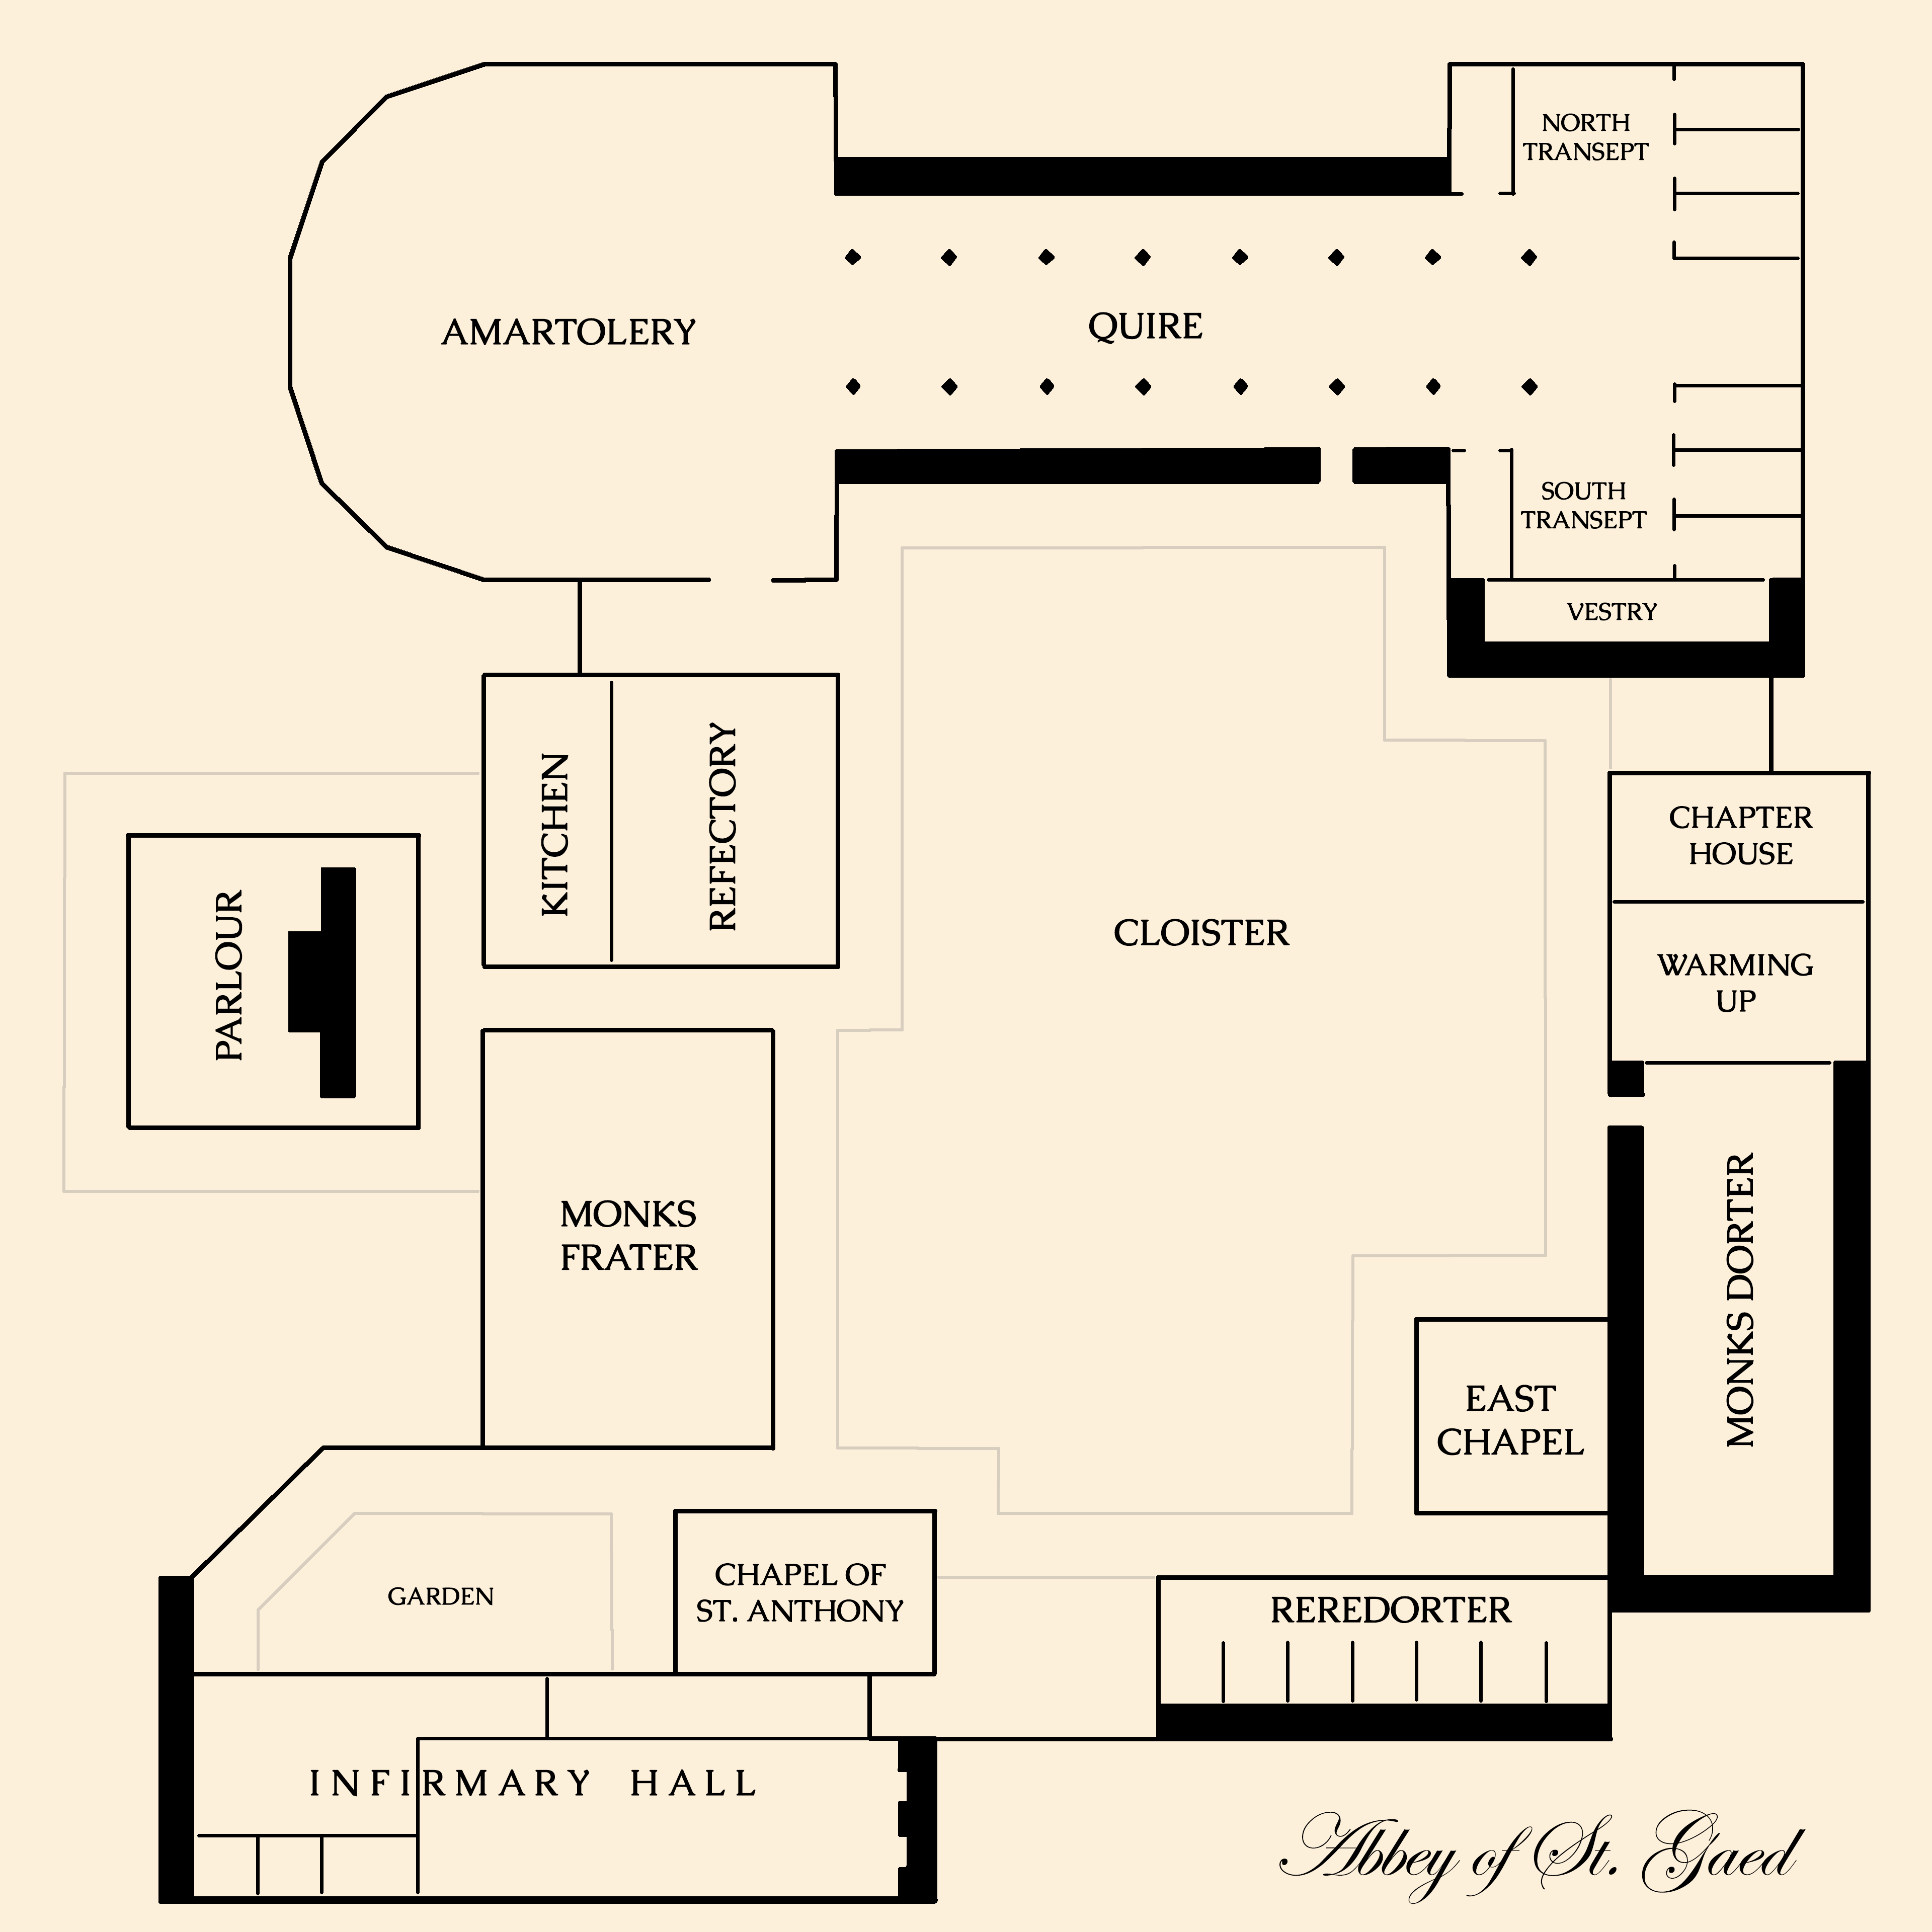 NORTH
TRANSEPT
AMARTOLERY
QUIRE
SOUTH
TRANSEPT
VESTRY
KITCHEN
REFECTORY
CHAPTER
HOUSE
PARLOUR
CLOISTER
WARMING
UP
MONKS
FRATER
MONKS DORTER
EAST
CHAPEL
GARDEN
CHAPEL OF
ST. ANTHONY
REREDORTER
INFIRMARY HALL
Abbey of St. Gaed